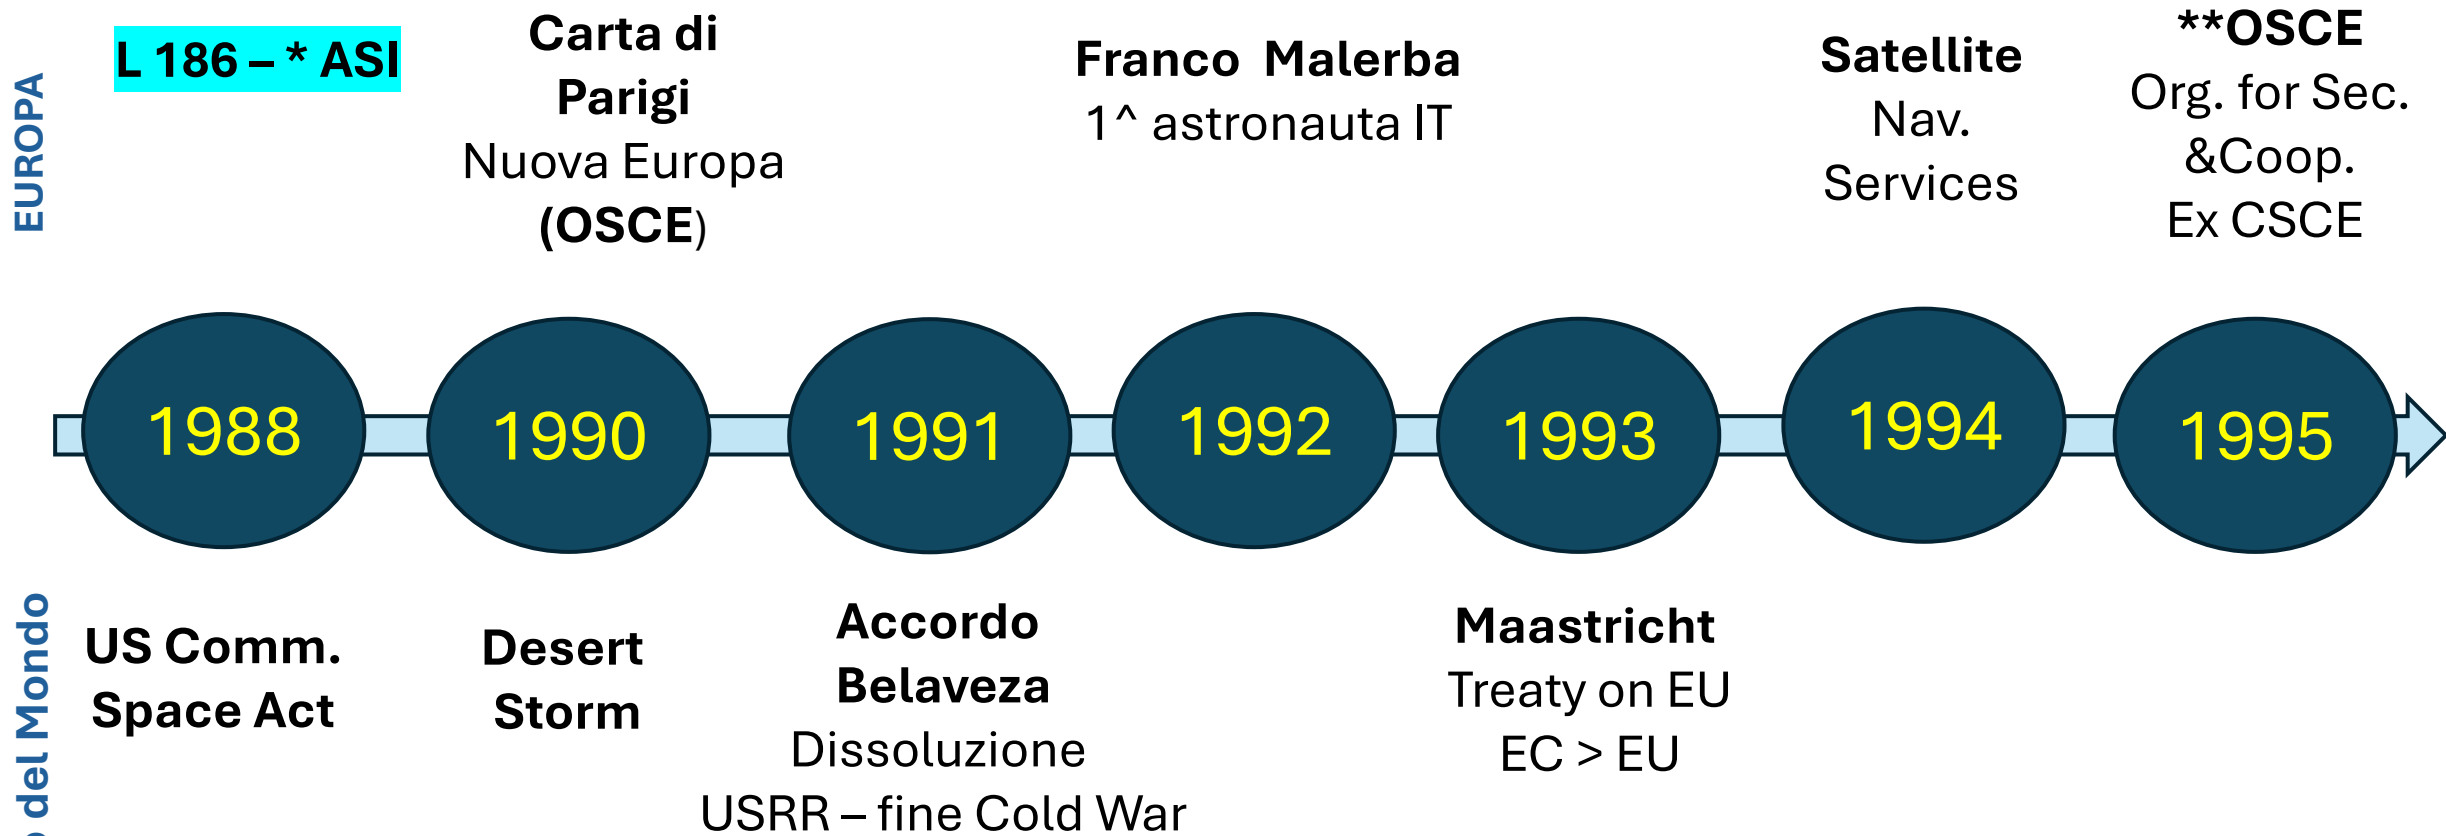 EUROPA
L 186 – * ASI
Carta di
Parigi
Nuova Europa
(OSCE)
Franco  Malerba
1^ astronauta IT
Satellite
Nav.
Services
**OSCE
Org. for Sec.
&Coop.
Ex CSCE
1988
1990
1991
1992
1993
1994
1995
del Mondo
US Comm.
Space Act
Desert
Storm
Accordo
Belaveza
Dissoluzione
USRR – fine Cold War
Maastricht
Treaty on EU
EC > EU